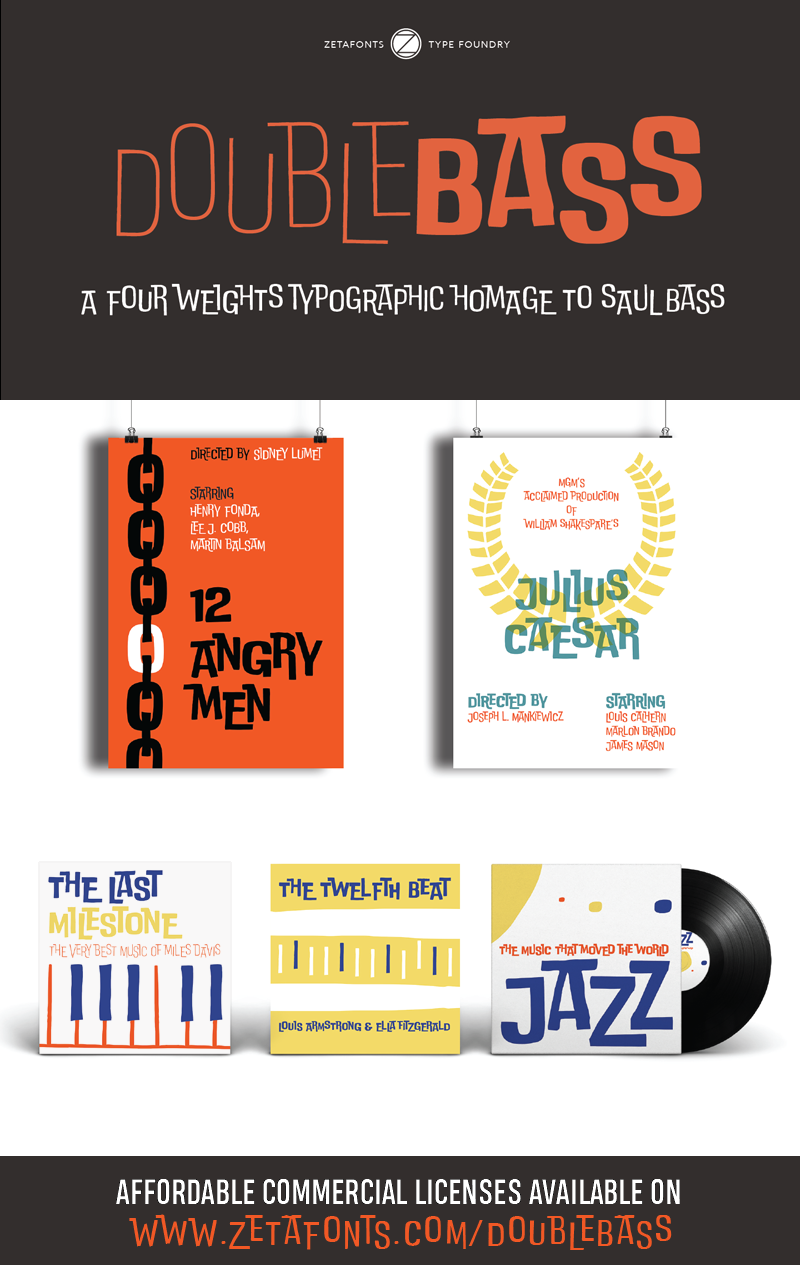 ZETAFONTS Z TYPE FOUNDRY
DOUBLEBASS
A FOUR WEIGHTS TYPOGRAPHIC HOMAGE TO SAUL BASS
DIRECTED BY SIDNEY LUMET
STARRING
HENRY FONDA,
LEE J. COBB,
MARTIN BALSAM
12
ANGRY
MEN
MGM'S
ACCLAIMED PRODUCTION
OF
WILLIAM SHAKESPARE'S
JULIUS
CAESAR
DIRECTED BY
JOSEPH L. MANKIEWICZ
STARRING
LOUIS CALHERN
MARLON BRANDO
JAMES MASON
THE LAST
MILESTONE
THE VERY BEST MUSIC OF MILES DAVIS
THE TWELFTH BEAT
LOUIS ARMSTRONG & ELLA FITZGERALD
THE MUSIC THAT MOVED THE WORLD
JAZZ
AFFORDABLE COMMERCIAL LICENSES AVAILABLE ON
WWW.ZETAFONTS.COM/DOUBLEBASS